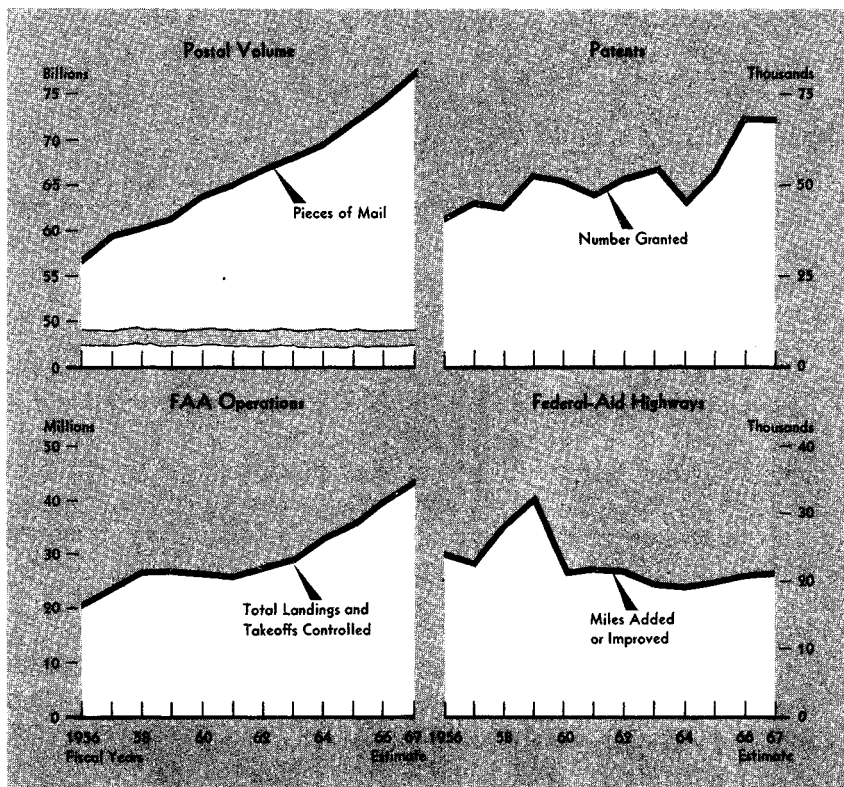 Postal Volume
Billions
75
70
65
60
55
50
0
Pieces of Mail
Patents
Thousands
75
50
25
0
Number Granted
FAA Operations
Millions
50
40
30
20
10
0
Total Landings and
Takeoffs Controlled
1956 58 60 62 64 66 67
Fiscal Years Estimate
Federal-Aid Highways
Thousands
40
30
20
10
0
Miles Added
or Improved
1956 58 60 62 64 66 67
Estimate